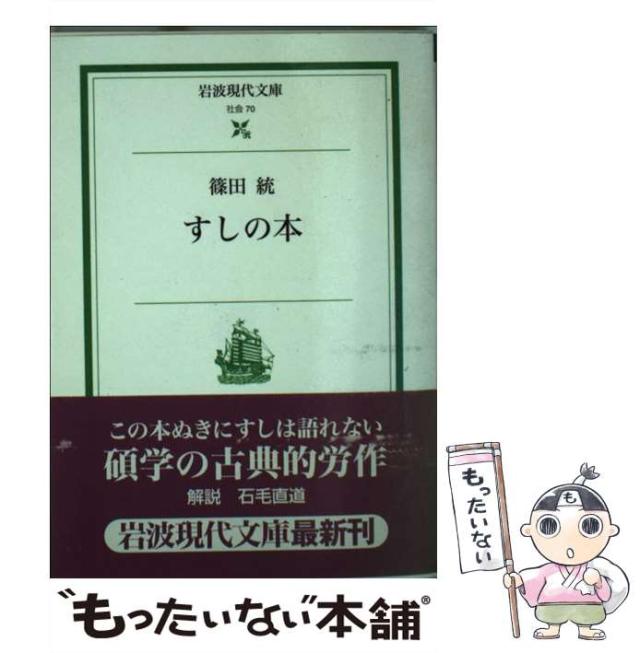 岩波現代文庫
社会 70
篠田 統
すしの本
この本ぬきにすしは語れない
碩学の古典的労作
解説 石毛直道
岩波現代文庫最新刊
も
もったいない
“もったいない”本舗®